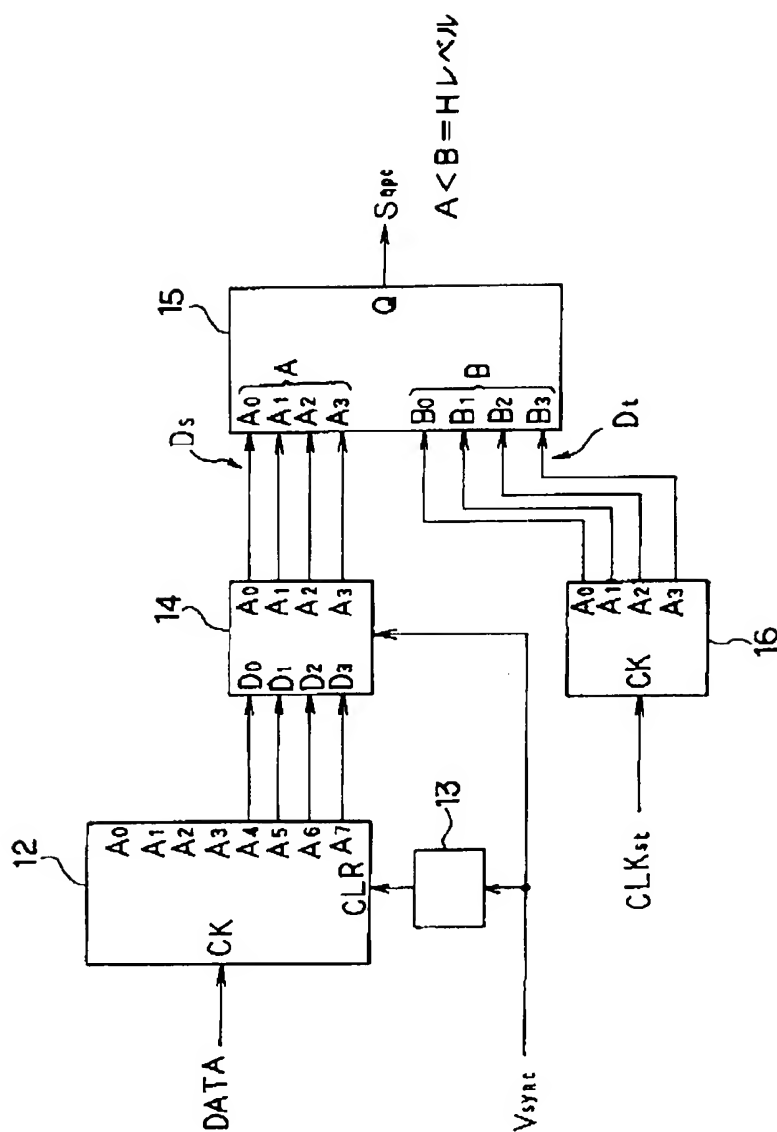 12
A0
A1
A2
A3
A4
A5
A6
A7
CK
CLR
DATA
13
Vsync
14
D0
D1
D2
D3
A0
A1
A2
A3
Ds
15
A0
A1
A2
A3
A
B0
B1
B2
B3
B
Q
Sapc
A<B=Hレベル
Dt
16
CK
A0
A1
A2
A3
CLKst